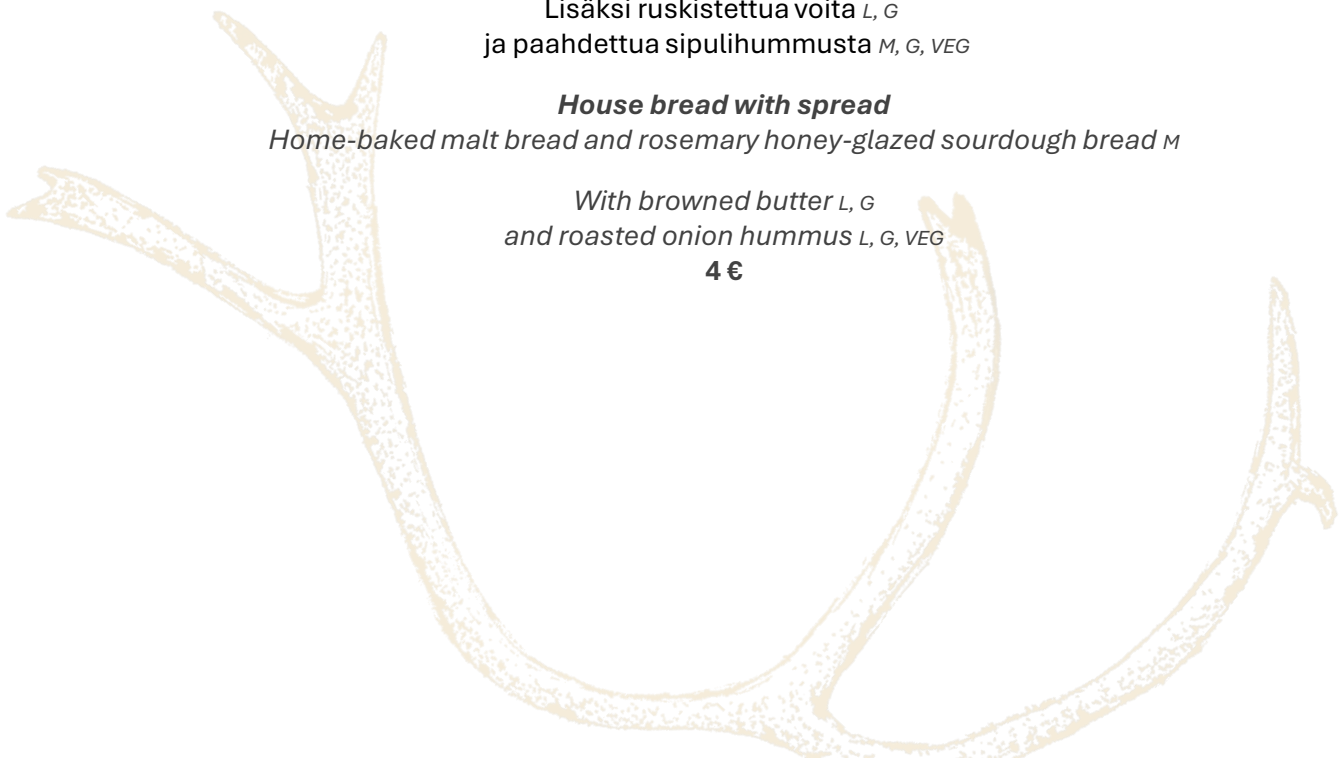 Lisäksi ruskistettua voita L, G
ja paahdettua sipulihummusta M, G, VEG
House bread with spread
Home-baked malt bread and rosemary honey-glazed sourdough bread M
With browned butter L, G
and roasted onion hummus L, G, VEG
4 €